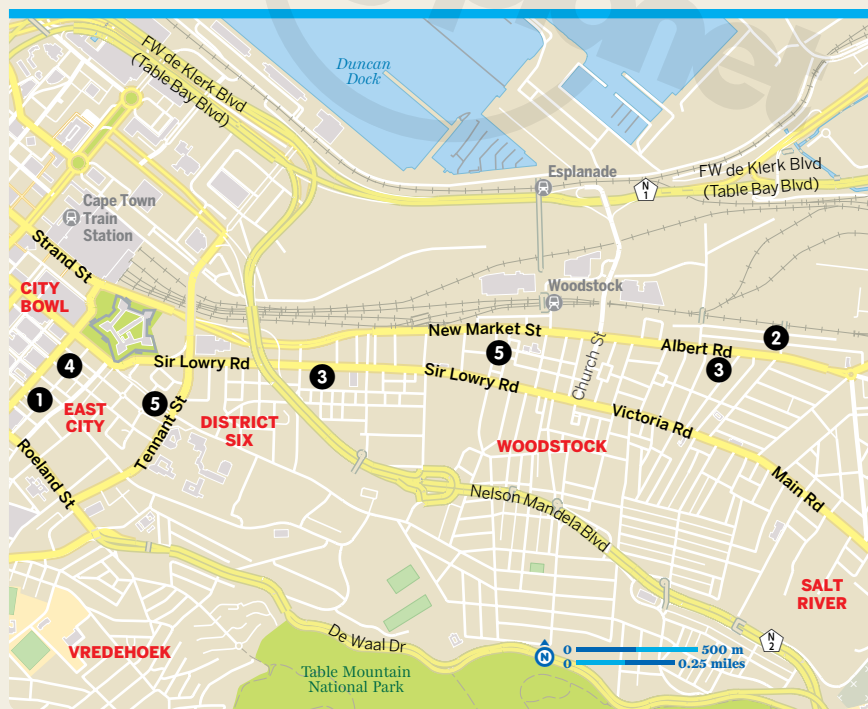 Duncan
Dock
FW de Klerk Blvd
(Table Bay Blvd)
Esplanade
N
1
FW de Klerk Blvd
(Table Bay Blvd)
Cape Town
Train
Station
Strand St
CITY
BOWL
Woodstock
New Market St
Albert Rd
2
4
Sir Lowry Rd
3
5
Sir Lowry Rd
Church St
3
1
EAST
CITY
5
Tennant St
DISTRICT
SIX
Victoria Rd
WOODSTOCK
Roeland St
Main Rd
Nelson Mandela Blvd
SALT
RIVER
VREDEHOEK
De Waal Dr
N
2
Table Mountain
National Park
N
0 500 m
0 0.25 miles